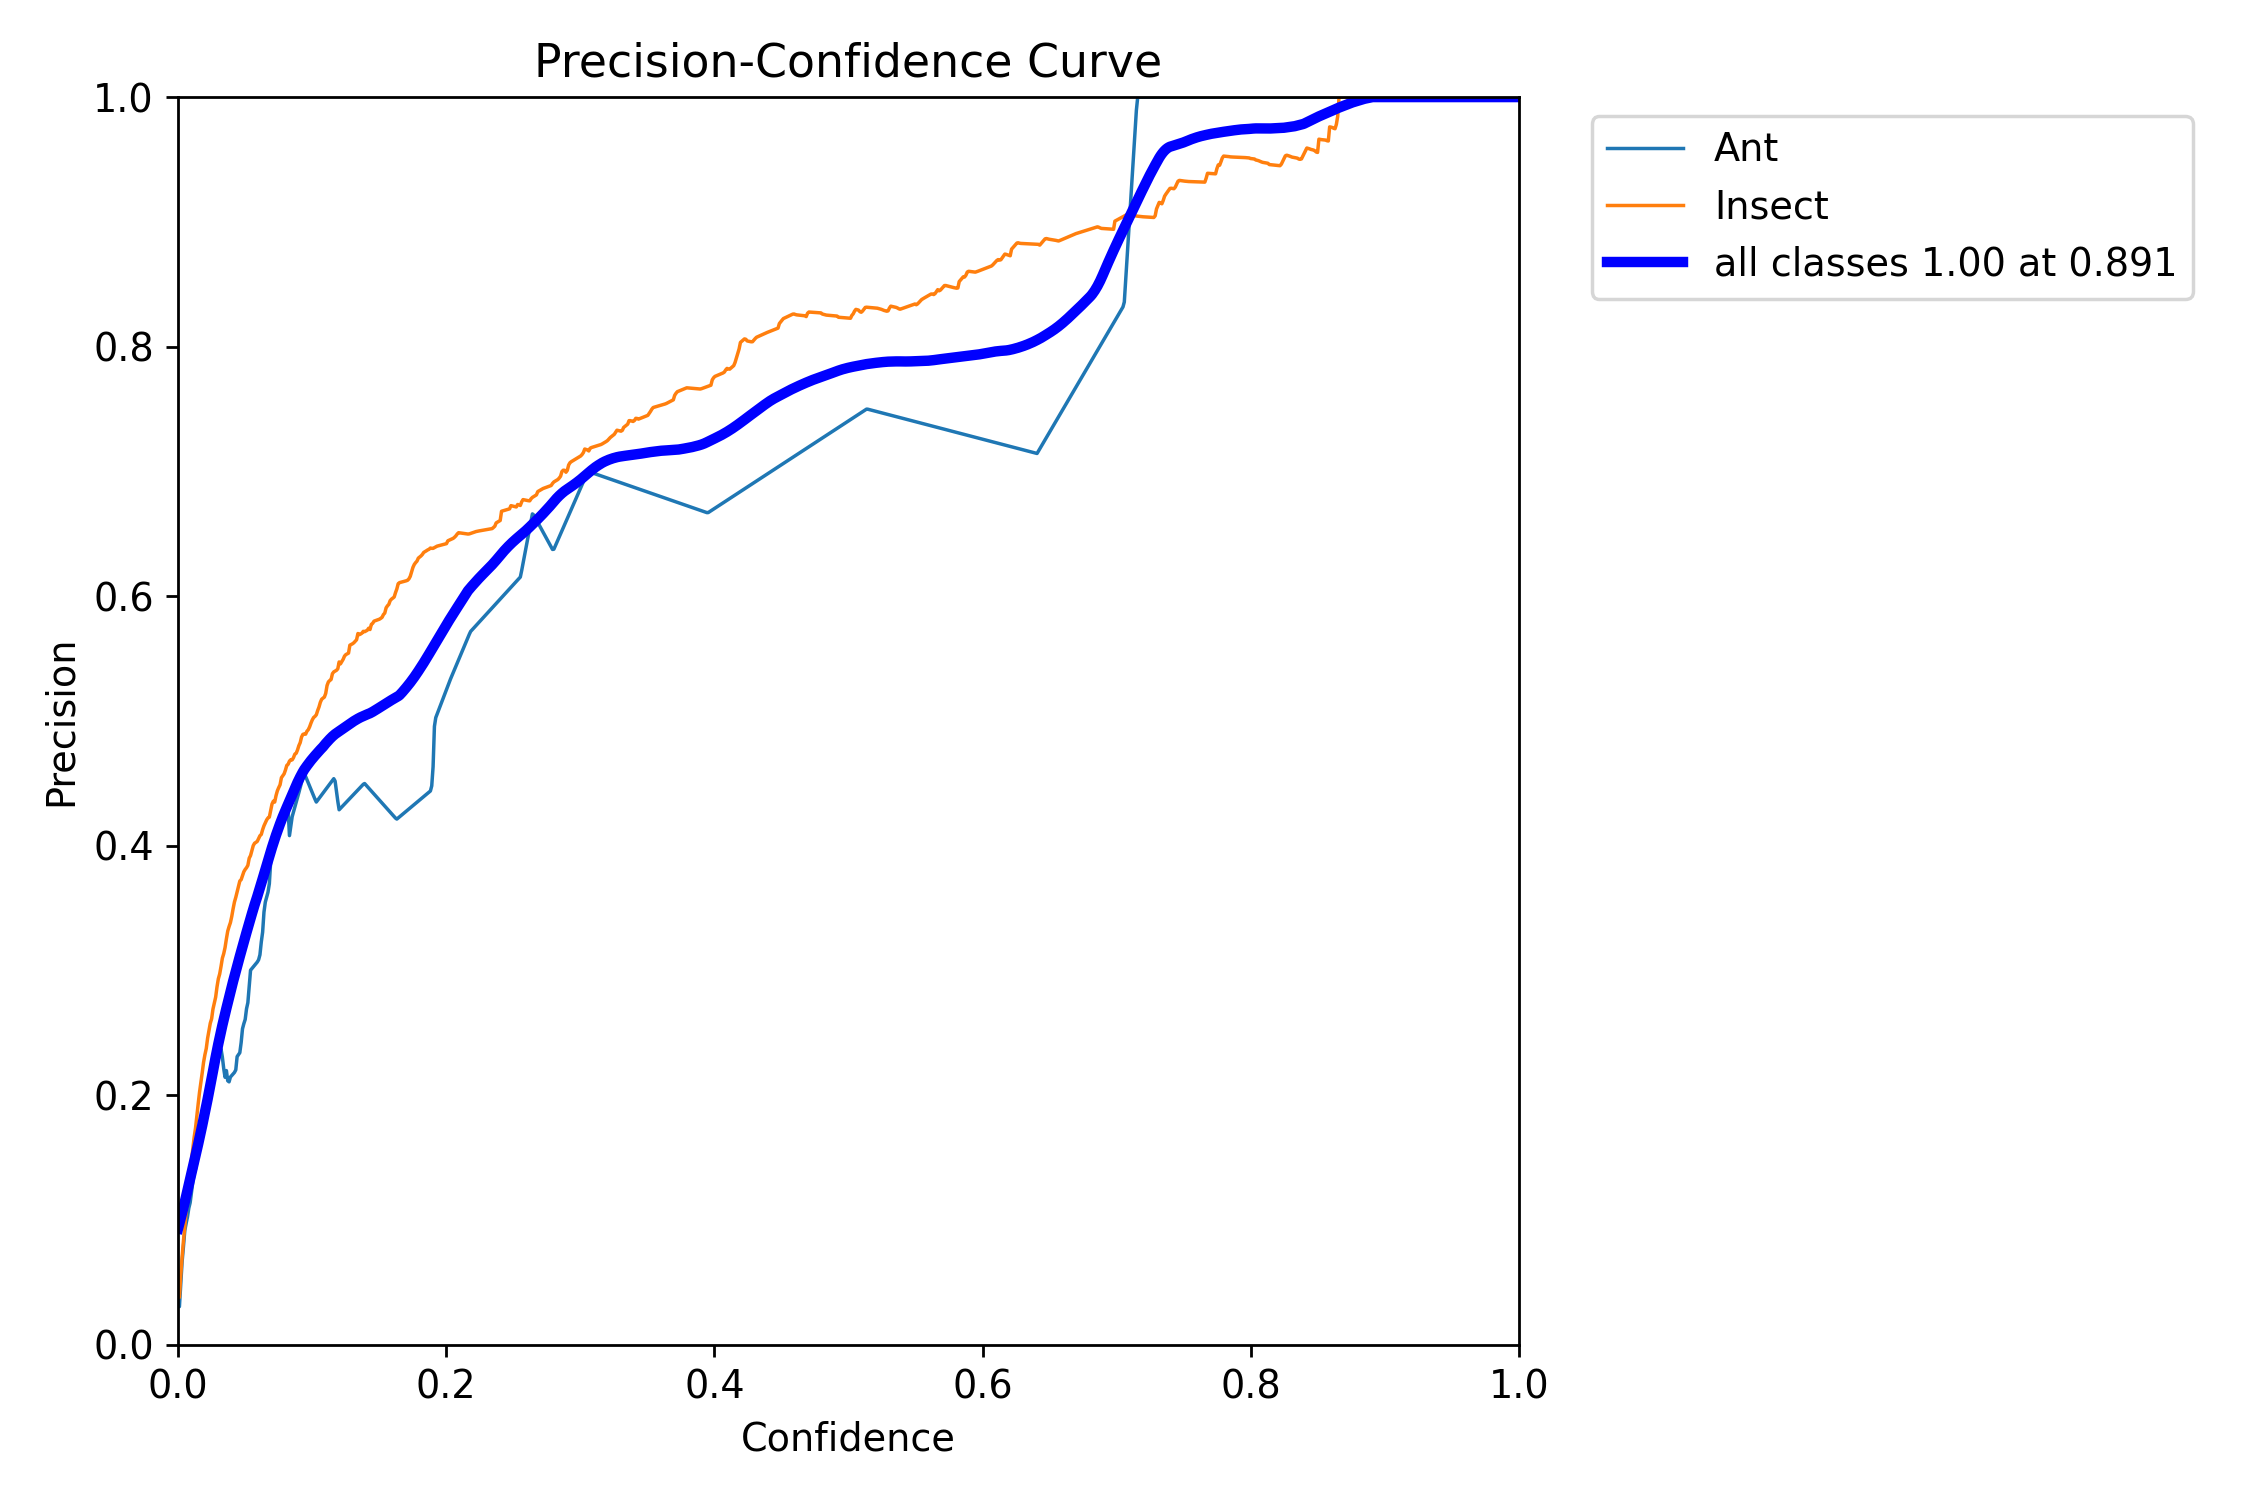 Precision-Confidence Curve
Ant
Insect
all classes 1.00 at 0.891
1.0
0.8
0.6
0.4
0.2
0.0
Precision
0.0 0.2 0.4 0.6 0.8 1.0
Confidence